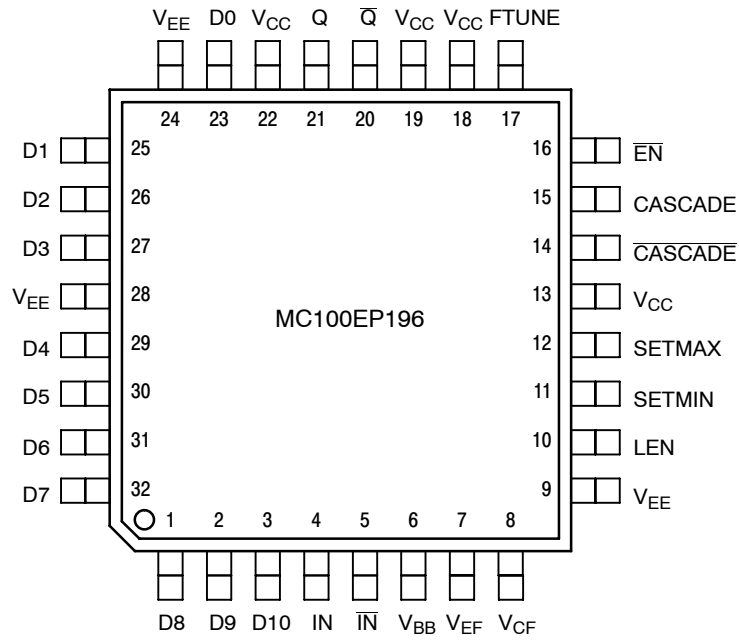 VEE D0 VCC Q Q̅ VCC VCC FTUNE
24 23 22 21 20 19 18 17
D1 25 16 E̅N̅
D2 26 15 CASCADE
D3 27 14 C̅A̅S̅C̅A̅D̅E̅
VEE 28 13 VCC
MC100EP196
D4 29 12 SETMAX
D5 30 11 SETMIN
D6 31 10 LEN
D7 32 9 VEE
1 2 3 4 5 6 7 8
D8 D9 D10 IN I̅N̅ VBB VEF VCF